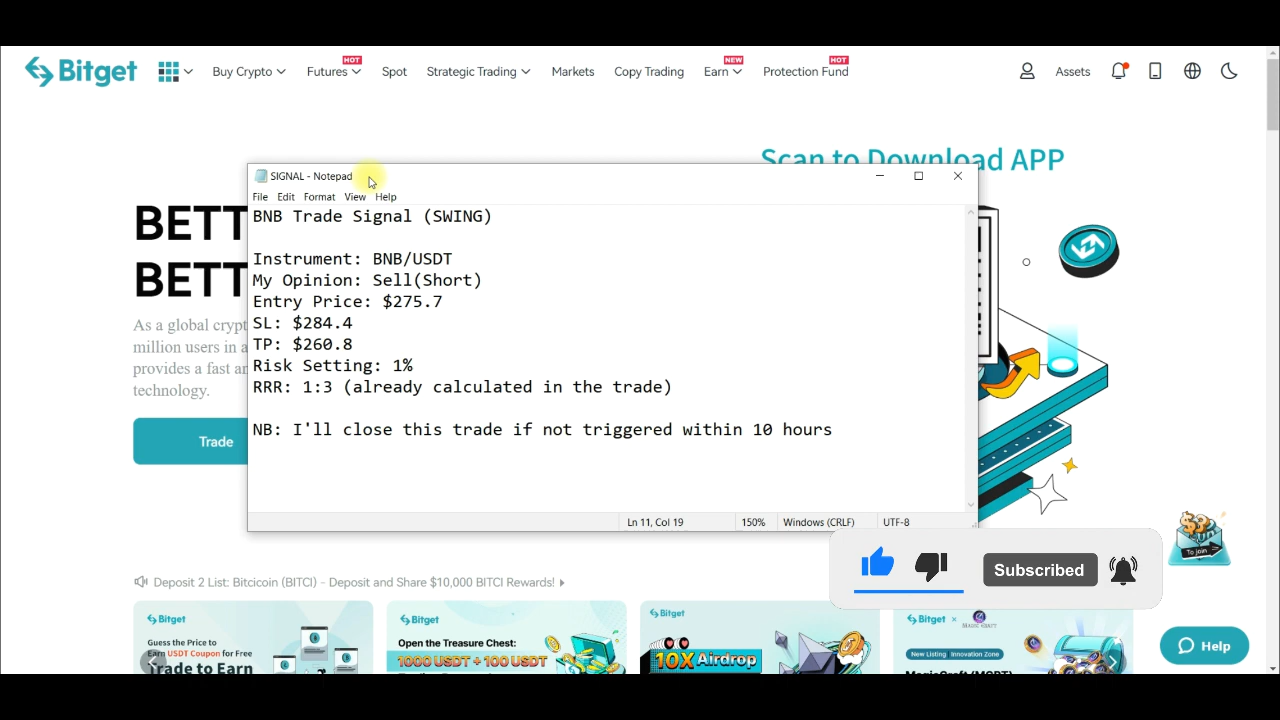 Bitget
Buy Crypto
HOT
Futures
Spot
Strategic Trading
Markets
Copy Trading
NEW
Earn
HOT
Protection Fund
Assets
Scan to Download APP
SIGNAL - Notepad
File Edit Format View Help
BNB Trade Signal (SWING)
Instrument: BNB/USDT
My Opinion: Sell(Short)
Entry Price: $275.7
SL: $284.4
TP: $260.8
Risk Setting: 1%
RRR: 1:3 (already calculated in the trade)
NB: I'll close this trade if not triggered within 10 hours
Ln 11, Col 19
150%
Windows (CRLF)
UTF-8
BETT
BETT
As a global crypt
million users in a
provides a fast an
technology.
Trade
To join
Subscribed
Deposit 2 List: Bitcicoin (BITCI) - Deposit and Share $10,000 BITCI Rewards!
Bitget
Guess the Price to
Earn USDT Coupon for Free
Trade to Earn
Bitget
Open the Treasure Chest:
1000 USDT + 100 USDT
Bitget
10X Airdrop
Bitget × MAGIC CRAFT
New Listing | Innovation Zone
MagicCraft (MCRT)
Help